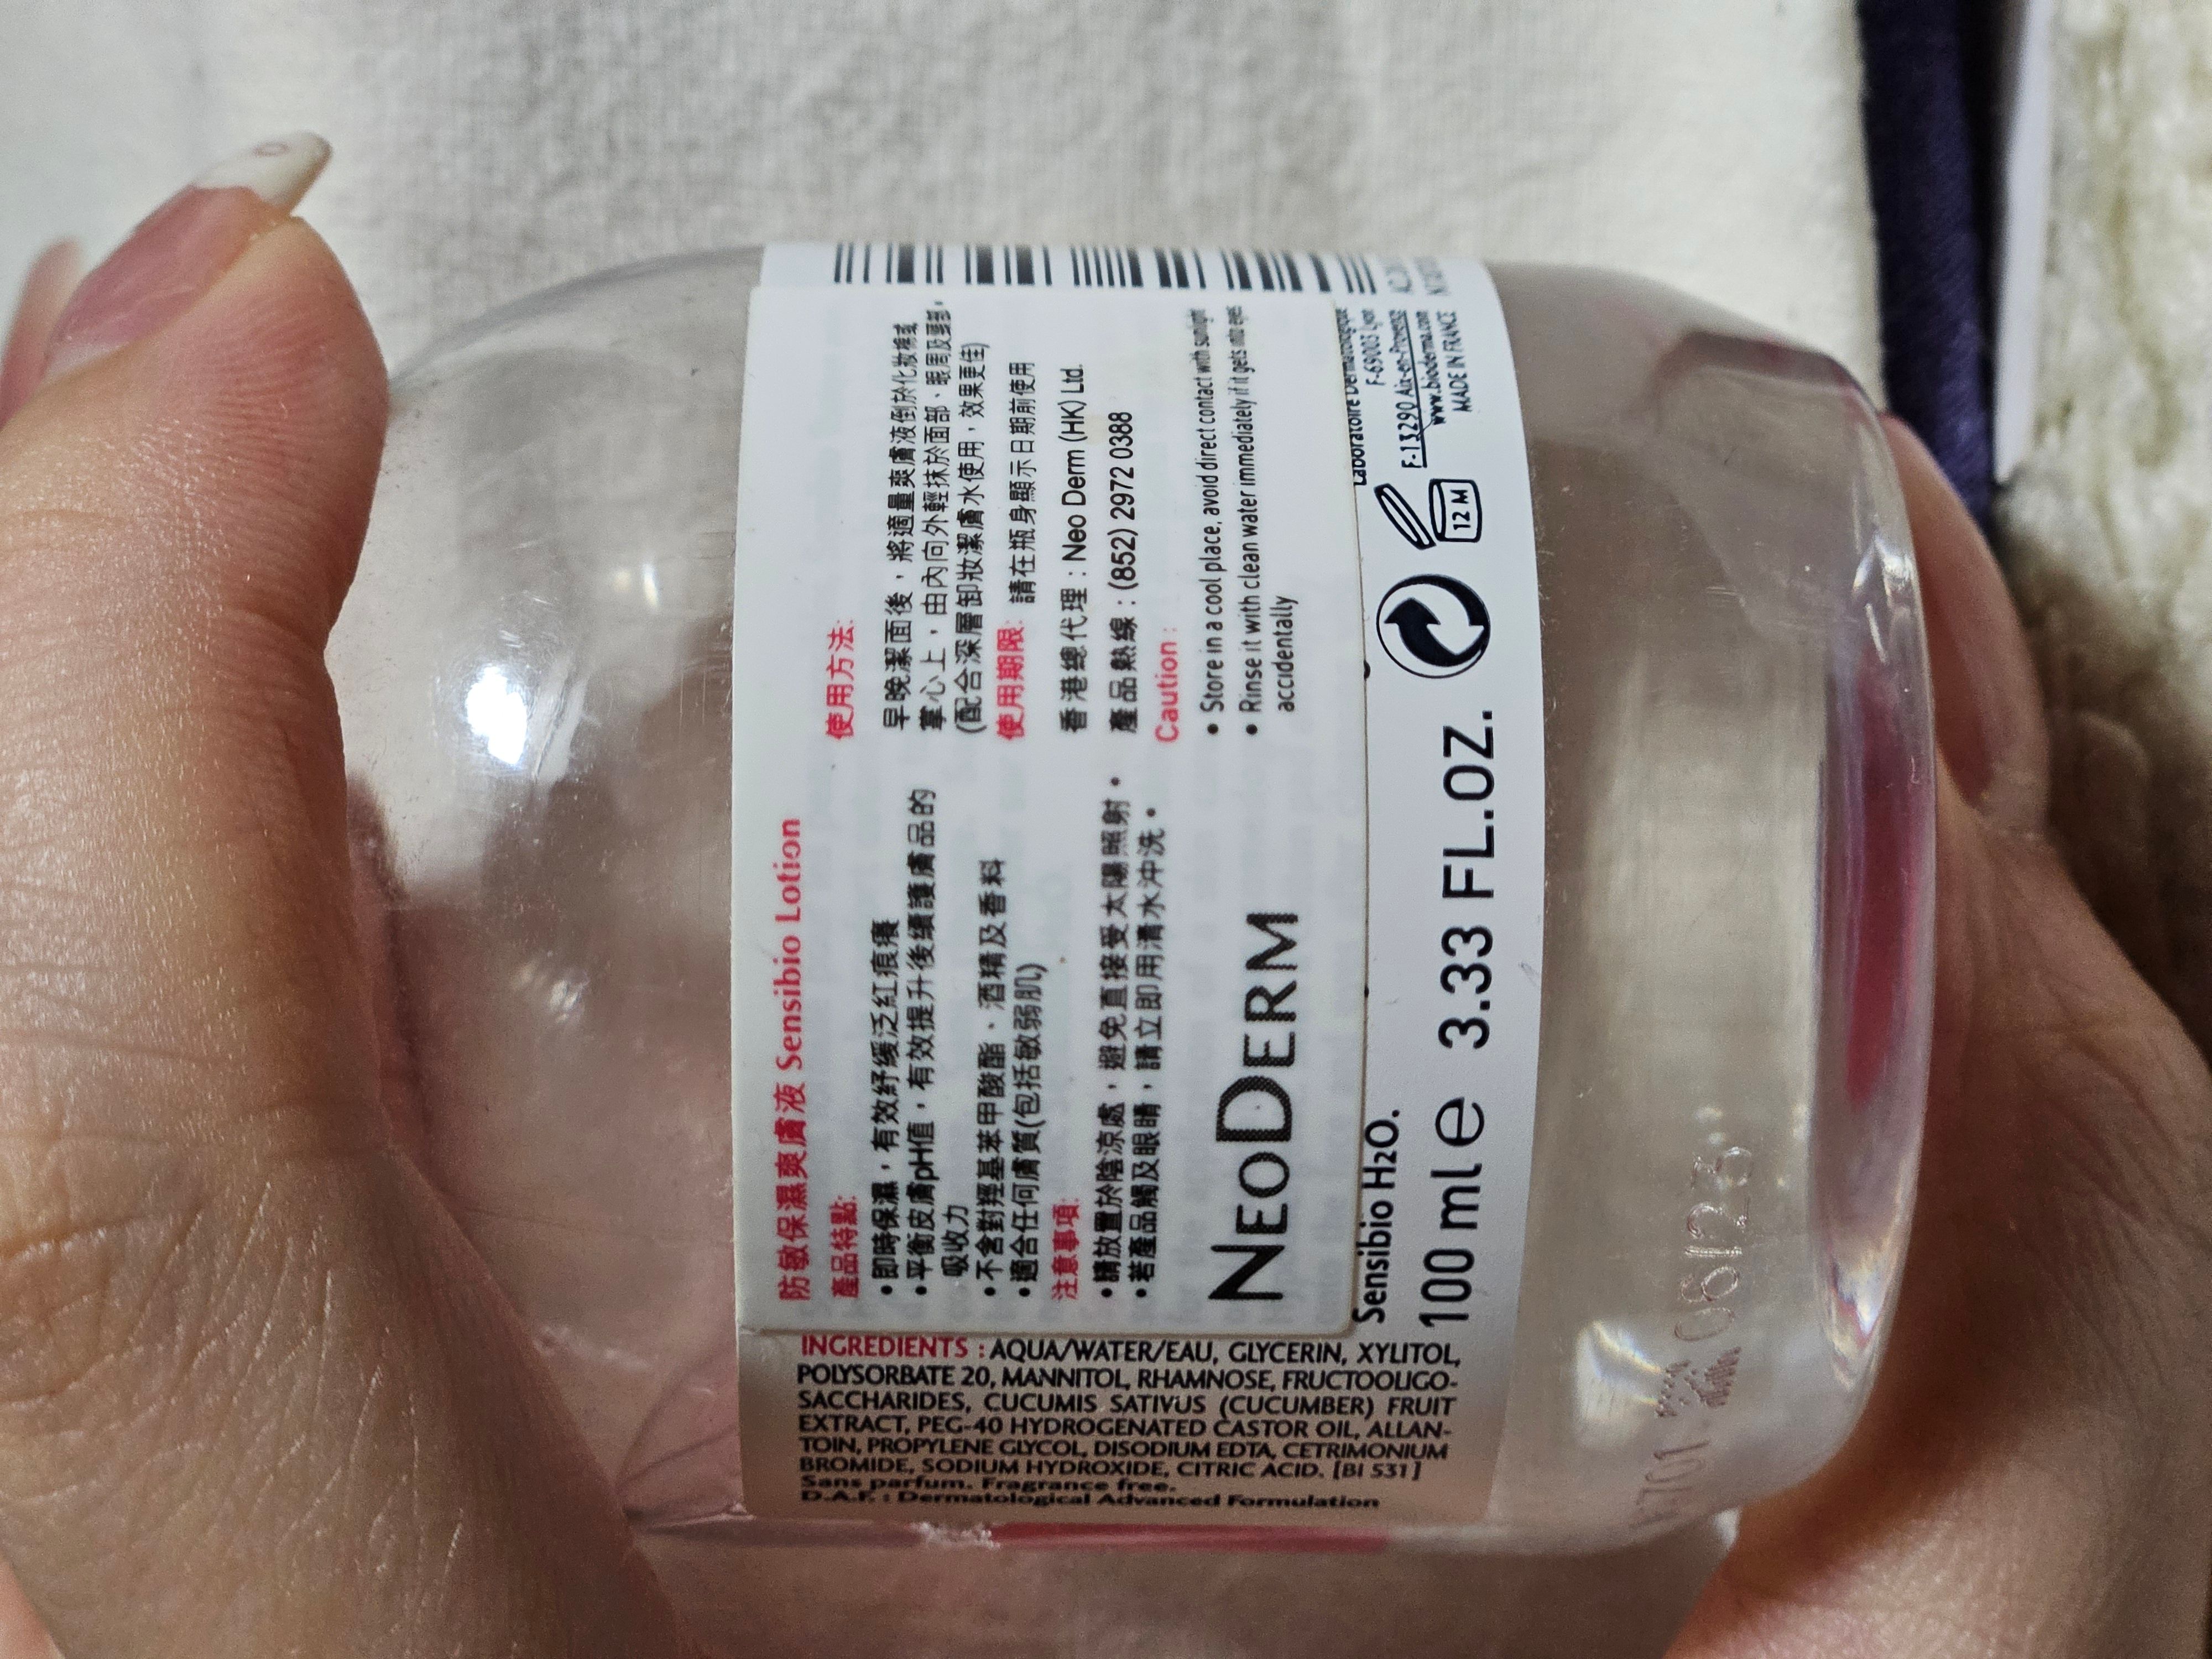 防敏保濕爽膚液 Sensibio Lotion
產品特點:
• 即時保濕，有效紓緩泛紅痕癢
• 平衡皮膚pH值，有效提升後續護膚品的
吸收力
• 不含對羥基苯甲酸酯、酒精及香料
• 適合任何膚質(包括敏弱肌)
注意事項:
• 請放置於陰涼處，避免直接受太陽照射。
• 若產品觸及眼睛，請立即用清水沖洗。
NEODERM
使用方法:
早晚潔面後，將適量爽膚液倒於化妝棉或
掌心上，由內向外輕抹於面部、眼周及頸部。
(配合深層卸妝潔膚水使用，效果更佳)
使用期限: 請在瓶身顯示日期前使用
香港總代理 : Neo Derm (HK) Ltd.
產品熱線 : (852) 2972 0388
Caution :
• Store in a cool place, avoid direct contact with sunlight
• Rinse it with clean water immediately if it gets into eyes
accidentally
Laboratoire Dermatologique
F-69003 Lyon
F-13290 Aix-en-Provence
www.bioderma.com
MADE IN FRANCE
12 M
Sensibio H2O.
100 ml e 3.33 FL.OZ.
INGREDIENTS : AQUA/WATER/EAU, GLYCERIN, XYLITOL,
POLYSORBATE 20, MANNITOL, RHAMNOSE, FRUCTOOLIGO-
SACCHARIDES, CUCUMIS SATIVUS (CUCUMBER) FRUIT
EXTRACT, PEG-40 HYDROGENATED CASTOR OIL, ALLAN-
TOIN, PROPYLENE GLYCOL, DISODIUM EDTA, CETRIMONIUM
BROMIDE, SODIUM HYDROXIDE, CITRIC ACID. [BI 531]
Sans parfum. Fragrance free.
D.A.F. : Dermatological Advanced Formulation
06/23